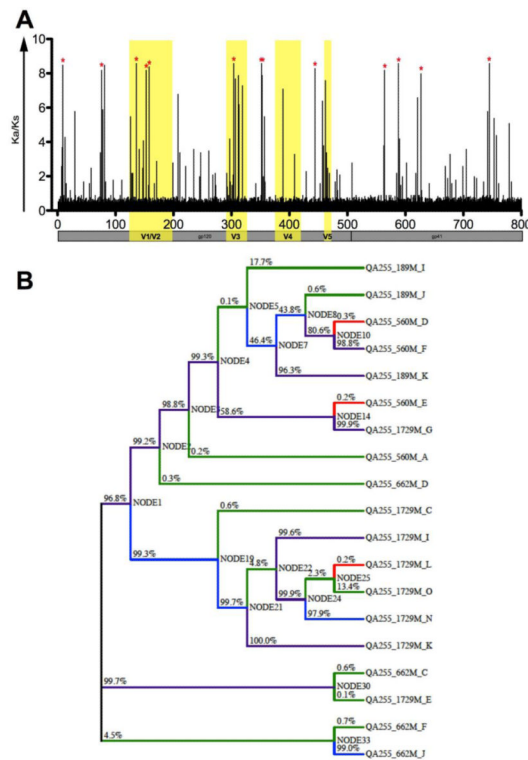 A
Ka/Ks
10
8
6
4
2
0
0 100 200 300 400 500 600 700 800
V1/V2 gp120 V3 V4 V5 gp41
B
17.7% QA255_189M_I
0.1% NODE5
0.6% QA255_189M_J
43.8% NODE8
0.3% QA255_560M_D
80.6% NODE10
98.8% QA255_560M_F
46.4% NODE7
96.3% QA255_189M_K
99.3% NODE4
0.2% QA255_560M_E
58.6% NODE14
99.9% QA255_1729M_G
98.8%
0.2% QA255_560M_A
99.2%
0.3% QA255_662M_D
96.8% NODE1
0.6% QA255_1729M_C
99.3% NODE19
99.6% QA255_1729M_I
4.8% NODE22
0.2% QA255_1729M_L
2.3% NODE25
13.4% QA255_1729M_O
99.9% NODE24
97.9% QA255_1729M_N
99.7% NODE21
100.0% QA255_1729M_K
0.6% QA255_662M_C
99.7% NODE30
0.1% QA255_1729M_E
0.7% QA255_662M_F
4.5% NODE33
99.0% QA255_662M_J